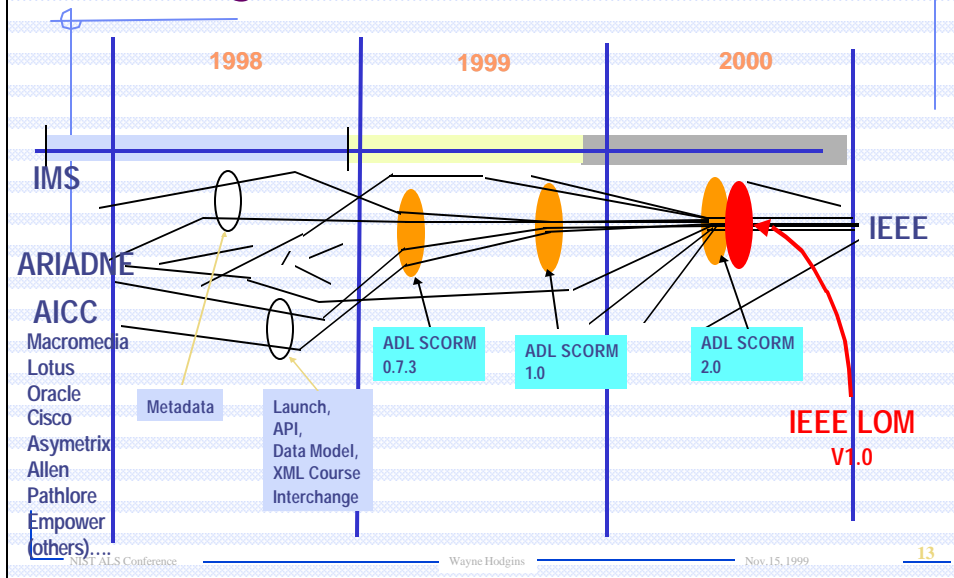 1998
1999
2000
IMS
IEEE
ARIADNE
AICC
Macromedia
Lotus
Oracle
Cisco
Asymetrix
Allen
Pathlore
Empower
(others)....
Metadata
Launch,
API,
Data Model,
XML Course
Interchange
ADL SCORM
0.7.3
ADL SCORM
1.0
ADL SCORM
2.0
IEEE LOM
V1.0
NIST ALS Conference
Wayne Hodgins
Nov.15, 1999
13